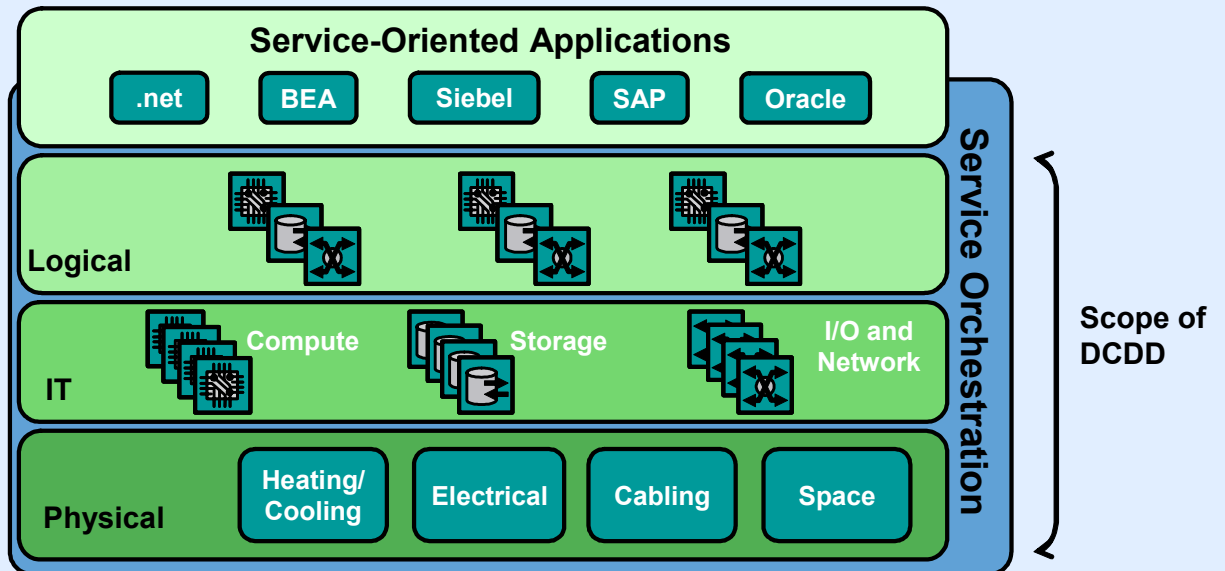 Service-Oriented Applications
.net
BEA
Siebel
SAP
Oracle
Logical
IT
Compute
Storage
I/O and
Network
Physical
Heating/
Cooling
Electrical
Cabling
Space
Service Orchestration
Scope of
DCDD